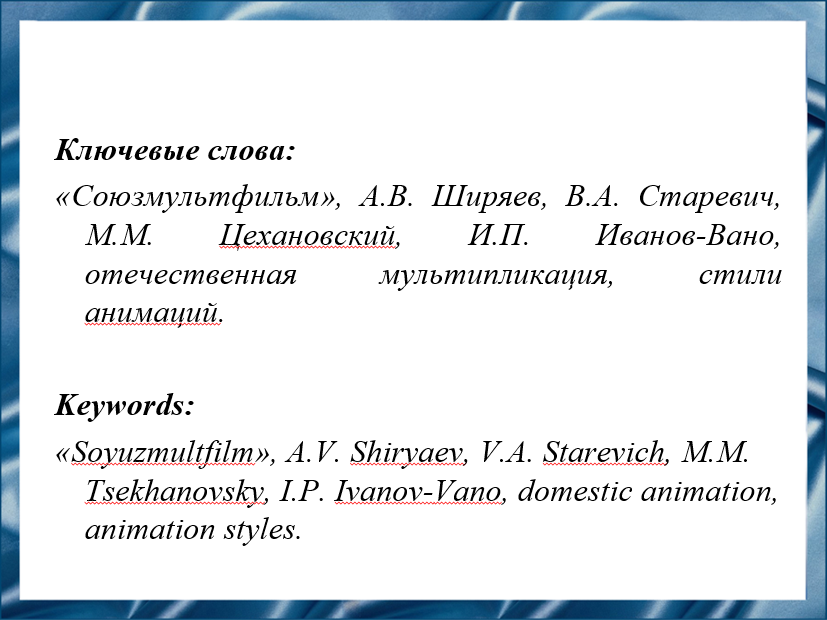 Ключевые слова:
«Союзмультфильм», А.В. Ширяев, В.А. Старевич,
М.М. Цехановский, И.П. Иванов-Вано,
отечественная мультипликация, стили
анимаций.
Keywords:
«Soyuzmultfilm», A.V. Shiryaev, V.A. Starevich, M.M.
Tsekhanovsky, I.P. Ivanov-Vano, domestic animation,
animation styles.